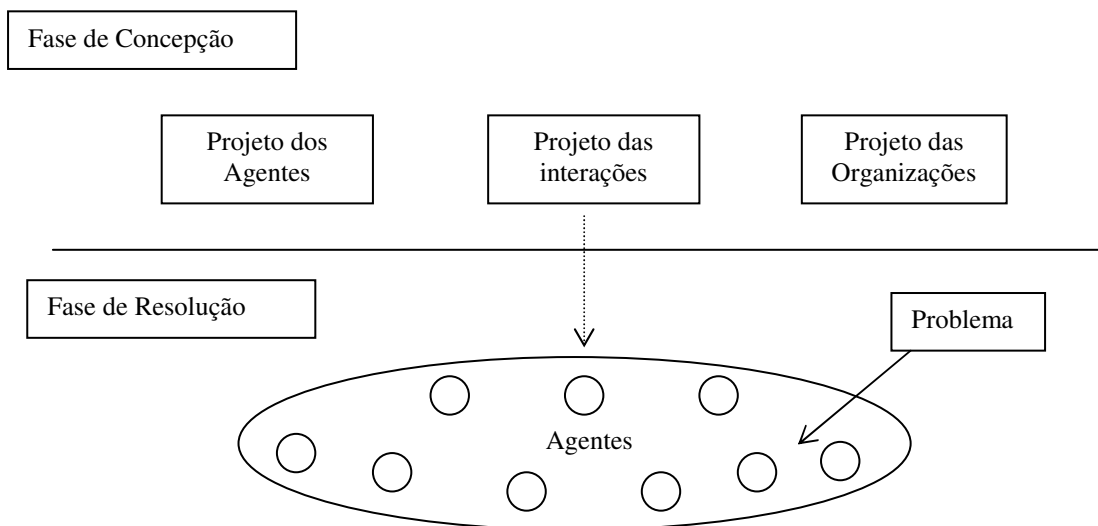 Fase de Concepção
Projeto dos
Agentes
Projeto das
interações
Projeto das
Organizações
Fase de Resolução
Problema
Agentes